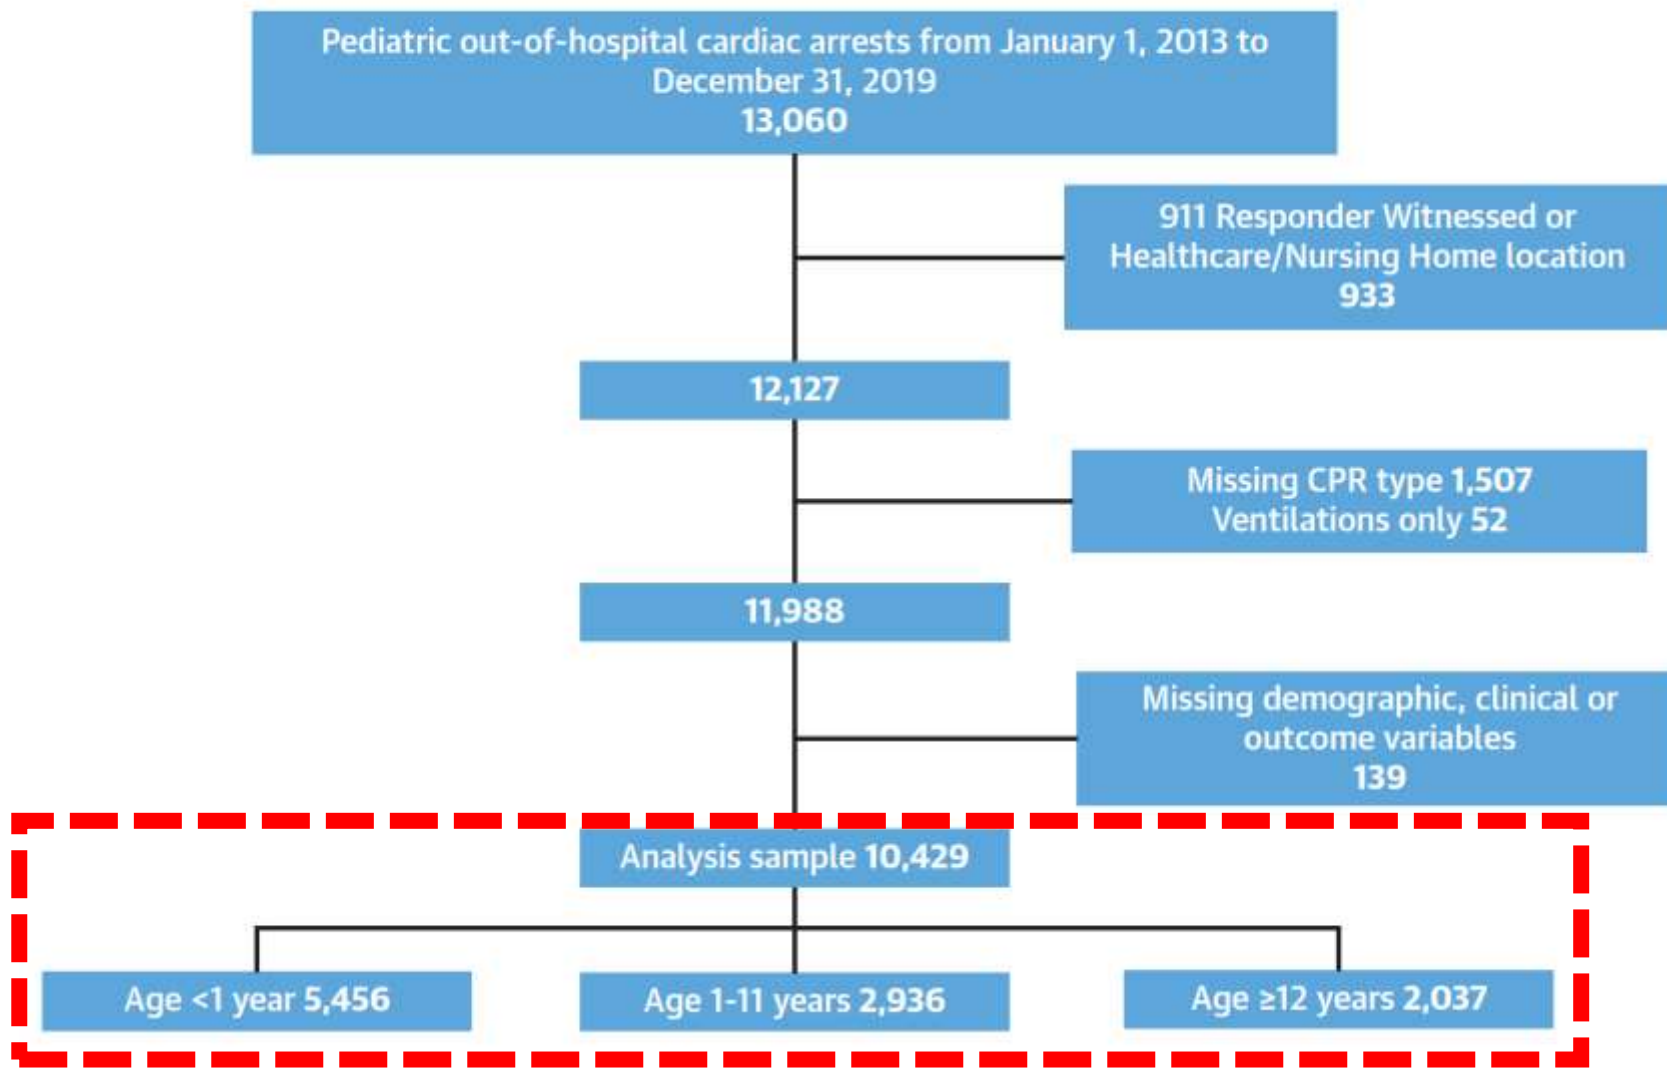 Pediatric out-of-hospital cardiac arrests from January 1, 2013 to
December 31, 2019
13,060
911 Responder Witnessed or
Healthcare/Nursing Home location
933
12,127
Missing CPR type 1,507
Ventilations only 52
11,988
Missing demographic, clinical or
outcome variables
139
Analysis sample 10,429
Age <1 year 5,456
Age 1-11 years 2,936
Age ≥12 years 2,037